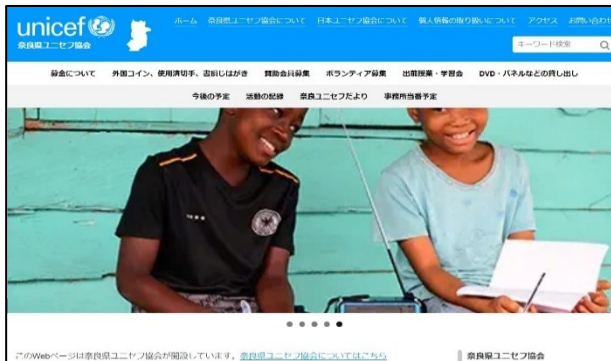 unicef
奈良県ユニセフ協会
ホーム 奈良県ユニセフ協会について 日本ユニセフ協会について 個人情報の取り扱いについて アクセス お問い合わせ
キーワード検索
募金について 外国コイン、使用済切手、書損じはがき 賛助会員募集 ボランティア募集 出前授業・学習会 DVD・パネルなどの貸し出し
今後の予定 活動の記録 奈良ユニセフだより 事務所当番予定
このWebページは奈良県ユニセフ協会が開設しています。奈良県ユニセフ協会についてはこちら
奈良県ユニセフ協会